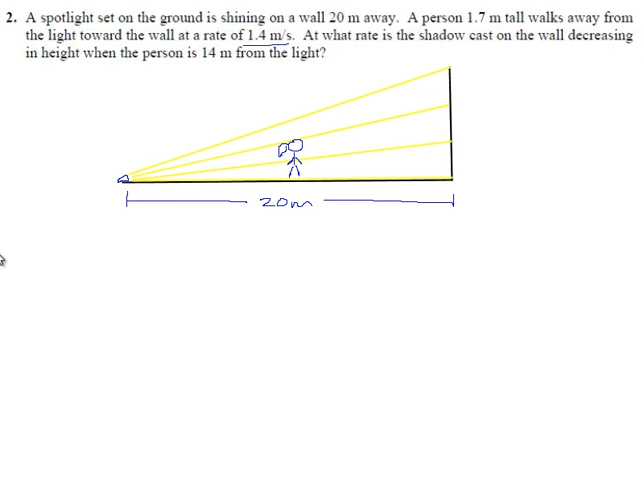 2. A spotlight set on the ground is shining on a wall 20 m away. A person 1.7 m tall walks away from
the light toward the wall at a rate of 1.4 m/s. At what rate is the shadow cast on the wall decreasing
in height when the person is 14 m from the light?
20m